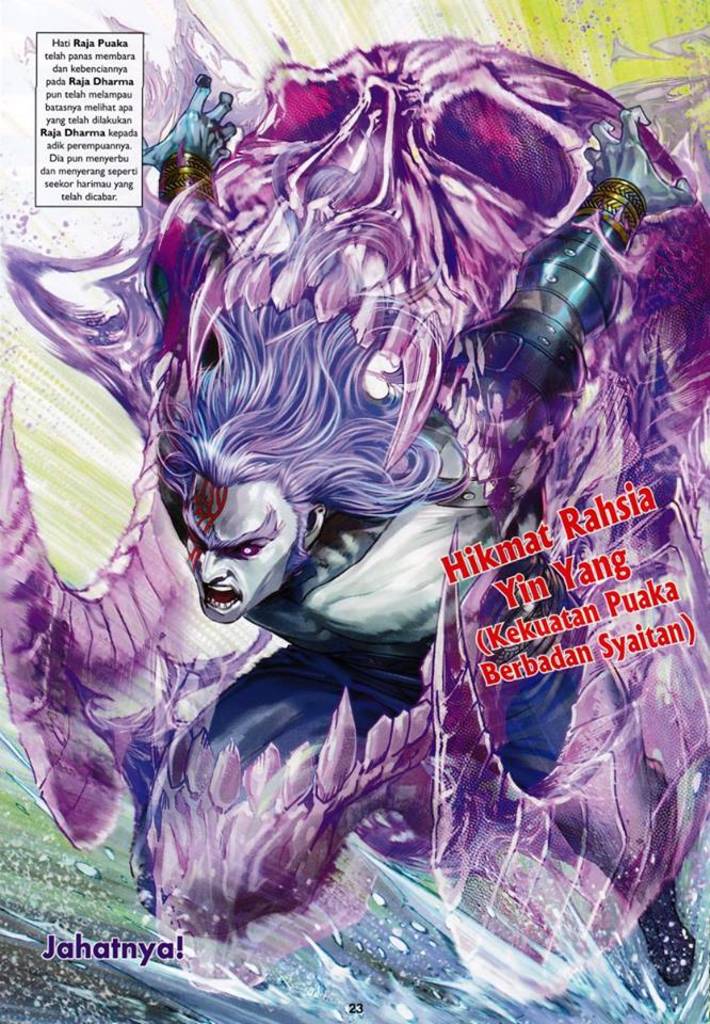 Hati Raja Puaka
telah panas membara
dan kebenciannya
pada Raja Dharma
pun telah melampau
batasnya melihat apa
yang telah dilakukan
Raja Dharma kepada
adik perempuannya.
Dia pun menyerbu
dan menyerang seperti
seekor harimau yang
telah dicabar.
Hikmat Rahsia
Yin Yang
(Kekuatan Puaka
Berbadan Syaitan)
Jahatnya!
23